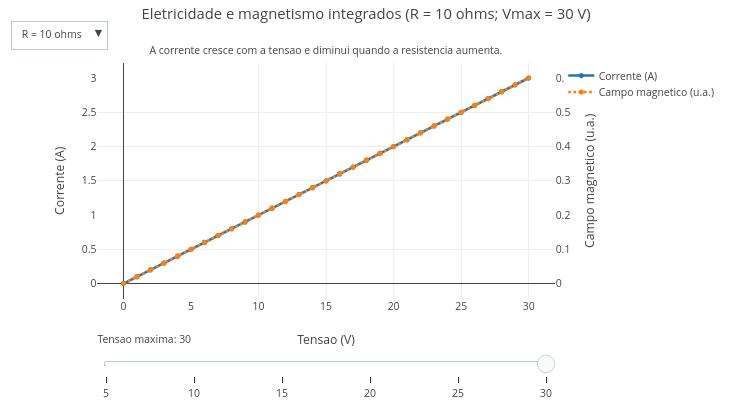 Eletricidade e magnetismo integrados (R = 10 ohms; Vmax = 30 V)
R = 10 ohms ▼
A corrente cresce com a tensao e diminui quando a resistencia aumenta.
Corrente (A)
Campo magnetico (u.a.)
3
2.5
2
1.5
1
0.5
0
Corrente (A)
0.
0.5
0.4
0.3
0.2
0.1
0
Campo magnetico (u.a.)
0 5 10 15 20 25 30
Tensao maxima: 30
Tensao (V)
5 10 15 20 25 30